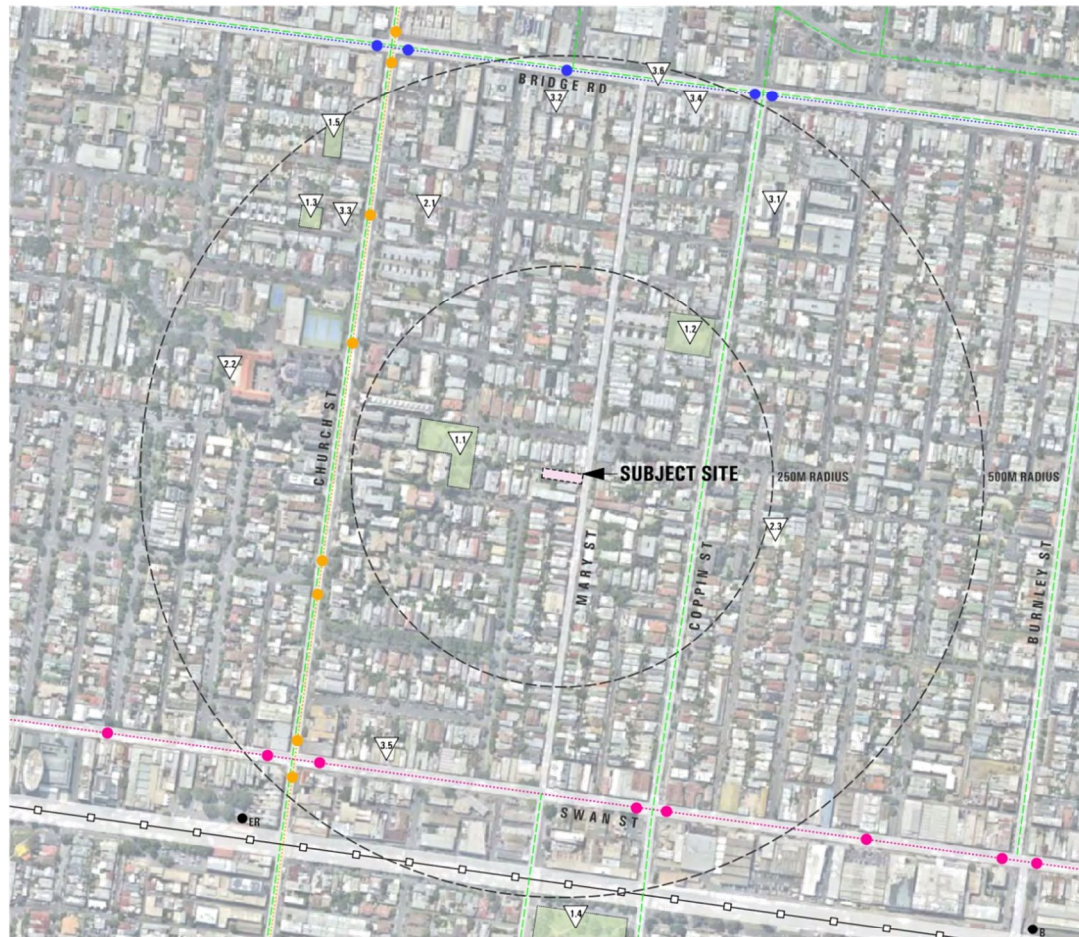 3.6
BRIDGE RD
3.2
3.4
1.5
1.3
3.3
2.1
3.1
1.2
2.2
CHURCH ST
1.1
SUBJECT SITE
250M RADIUS
500M RADIUS
2.3
MARY ST
COPPIN ST
BURNLEY ST
3.5
SWAN ST
ER
1.4
B